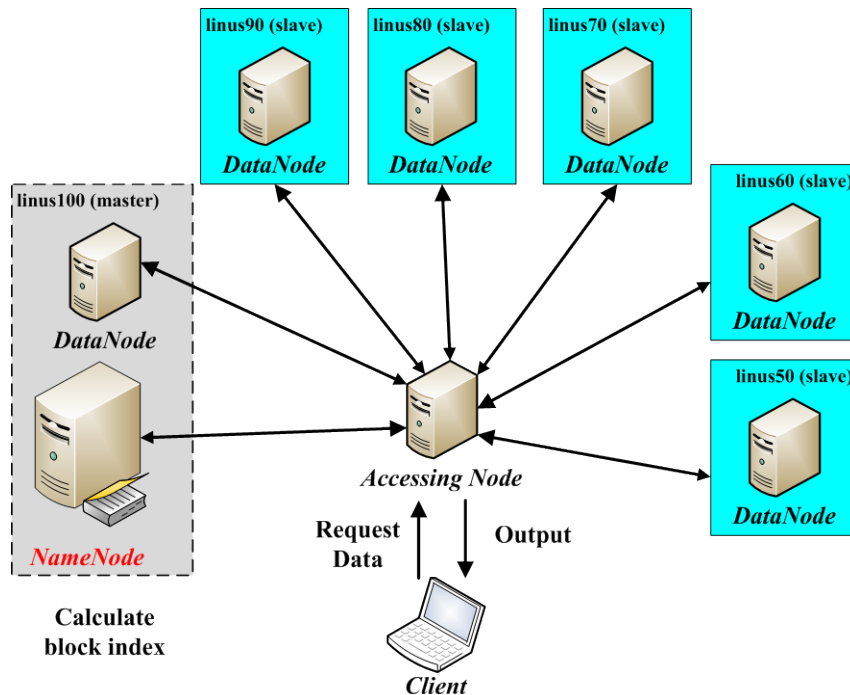 linus90 (slave)
DataNode
linus80 (slave)
DataNode
linus70 (slave)
DataNode
linus100 (master)
DataNode
NameNode
Calculate
block index
linus60 (slave)
DataNode
linus50 (slave)
DataNode
Accessing Node
Request
Data
Output
Client